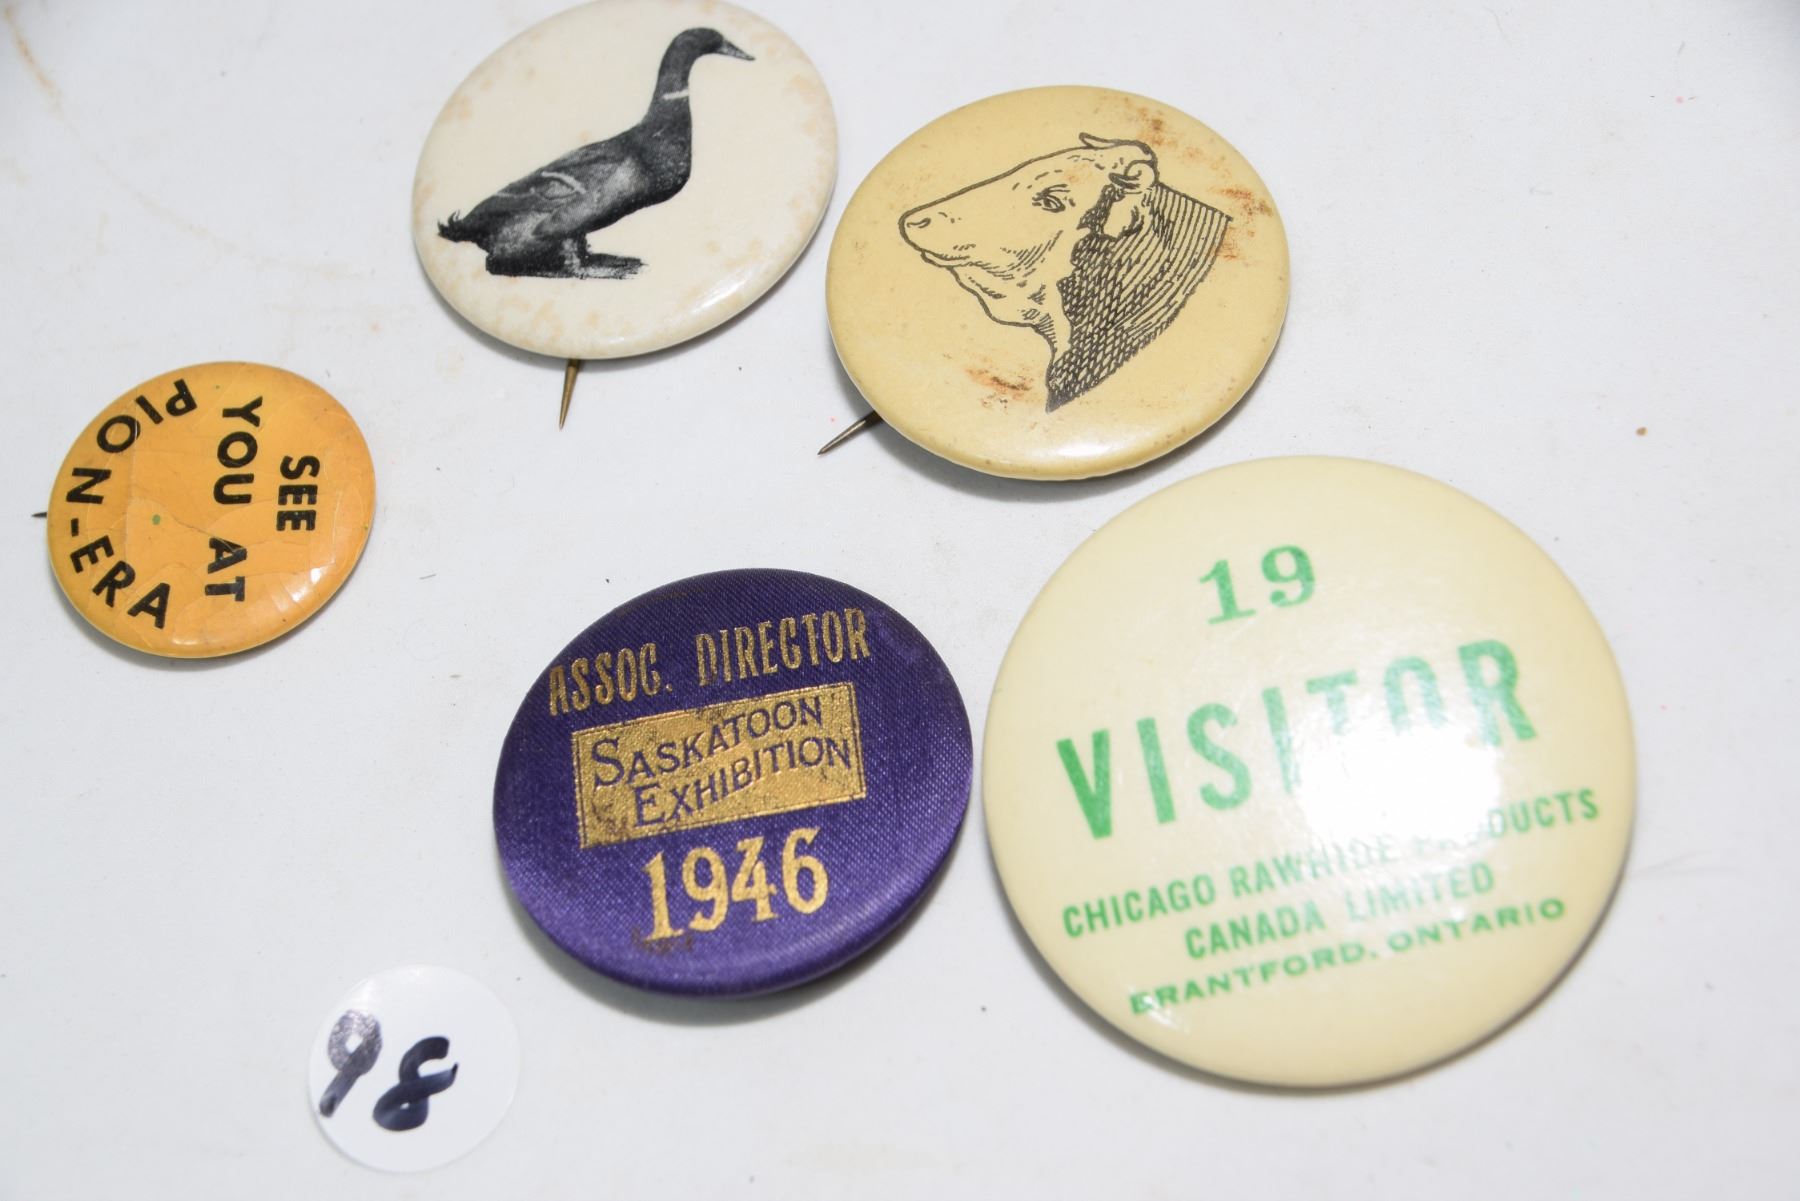 SEE
YOU AT
PION-ERA
ASSOC. DIRECTOR
SASKATOON
EXHIBITION
1946
19
VISITOR
CHICAGO RAWHIDE PRODUCTS
CANADA LIMITED
BRANTFORD, ONTARIO
98